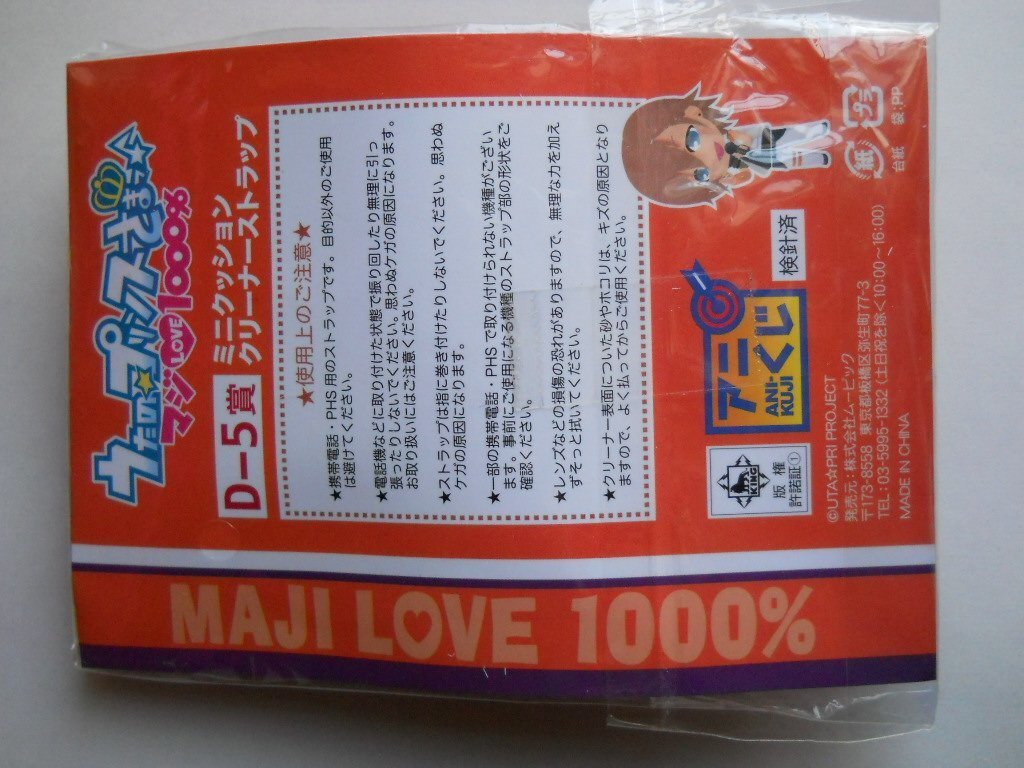 うたの☆プリンスさまっ♪
マジLOVE1000%
D－5賞 ミニクッション
クリーナーストラップ
★使用上のご注意★
★携帯電話・PHS用のストラップです。目的以外のご使用
は避けてください。
★電話機などに取り付けた状態で振り回したり無理に引っ
張ったりしないでください。思わぬケガの原因になります。
お取り扱いにはご注意ください。
★ストラップは指に巻き付けたりしないでください。思わぬ
ケガの原因になります。
★一部の携帯電話・PHSで取り付けられない機種がござい
ます。事前にご使用になる機種のストラップ部の形状をご
確認ください。
★レンズなどの損傷の恐れがありますので、無理な力を加え
ずそっと拭いてください。
★クリーナー表面についた砂やホコリは、キズの原因となり
ますので、よく払ってからご使用ください。
KING
版権
許諾証①
アニくじ
ANI-
KUJI
検針済
©UTA☆PRI PROJECT
発売元：株式会社ムービック
〒173-8558 東京都板橋区弥生町77-3
TEL:03-5995-1332（土日祝を除く10:00～16:00）
MADE IN CHINA
紙
プラ
台紙 袋:PP
MAJI LOVE 1000%